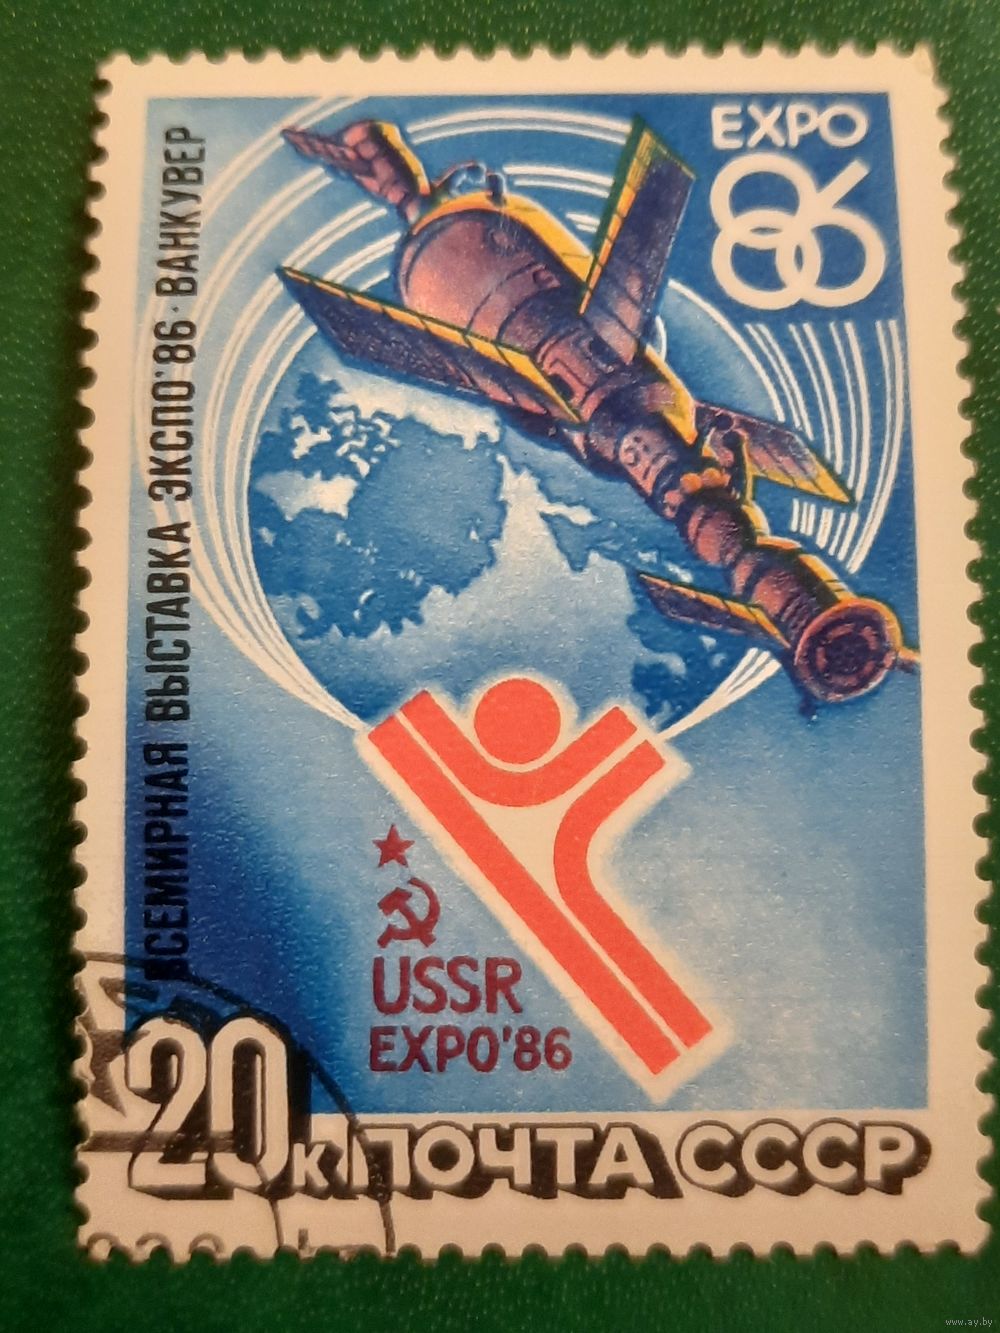 EXPO
86
ВСЕМИРНАЯ ВЫСТАВКА ЭКСПО'86 · ВАНКУВЕР
USSR
EXPO'86
20к ПОЧТА СССР
www.ay.by